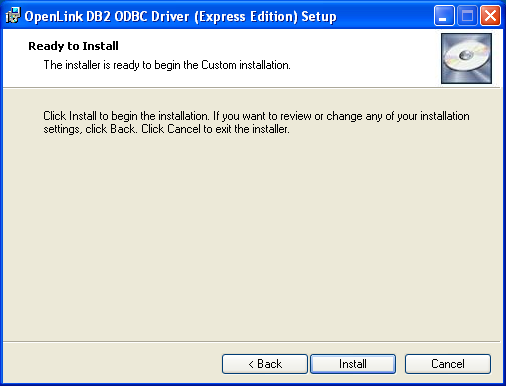 OpenLink DB2 ODBC Driver (Express Edition) Setup
Ready to Install
The installer is ready to begin the Custom installation.
Click Install to begin the installation. If you want to review or change any of your installation
settings, click Back. Click Cancel to exit the installer.
< Back
Install
Cancel